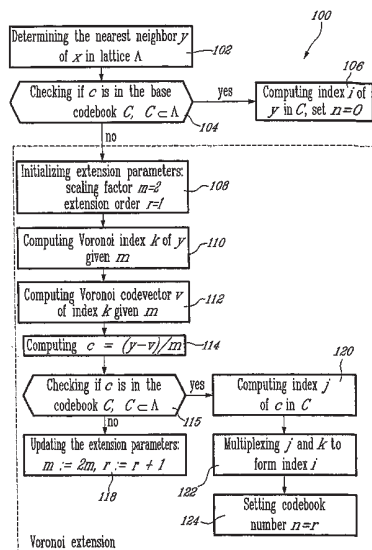 100
Determining the nearest neighbor y
of x in lattice Λ
102
Checking if c is in the base
codebook C, C ⊂ Λ
104
yes
106
Computing index i of
y in C, set n=0
no
Initializing extension parameters:
scaling factor m=2
extension order r=1
108
Computing Voronoi index k of y
given m
110
Computing Voronoi codevector v
of index k given m
112
Computing c = (y-v)/m
114
Checking if c is in the
codebook C, C ⊂ Λ
115
yes
120
Computing index j
of c in C
no
Updating the extension parameters:
m := 2m, r := r + 1
118
Multiplexing j and k to
form index i
122
Setting codebook
number n=r
124
Voronoi extension